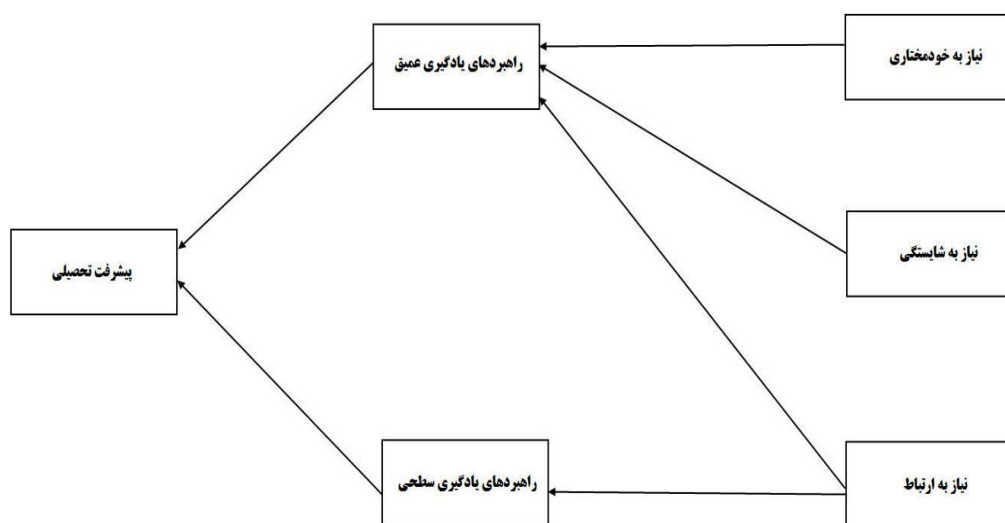 نیاز به خودمختاری
راهبردهای یادگیری عمیق
نیاز به شایستگی
پیشرفت تحصیلی
نیاز به ارتباط
راهبردهای یادگیری سطحی